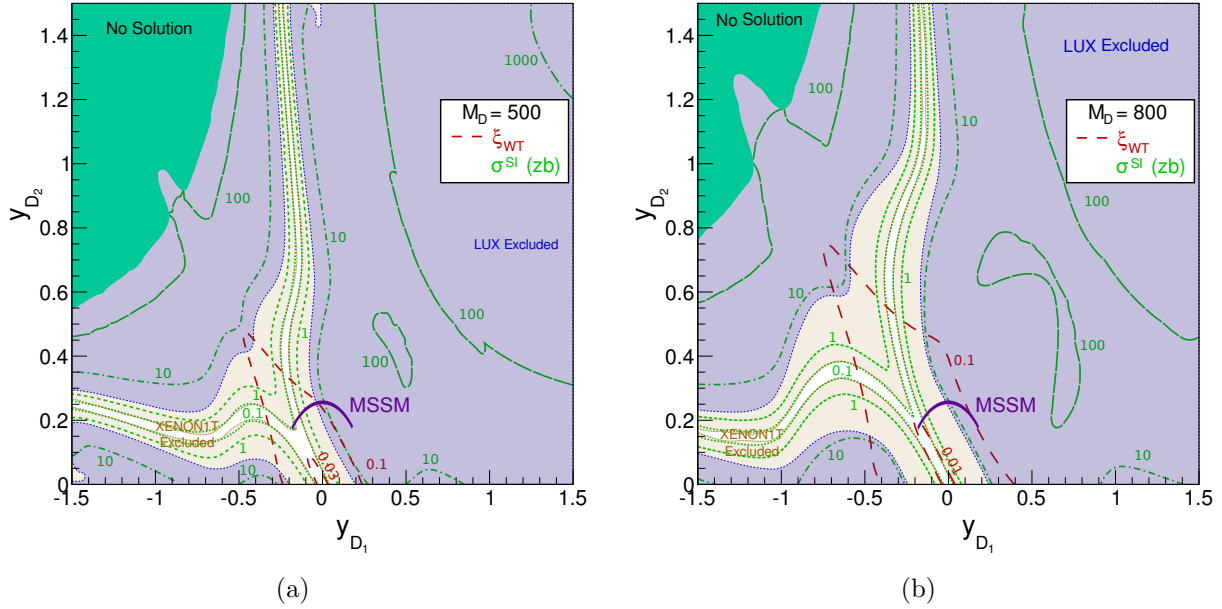 No Solution
1000
M_D = 500
ξ_WT
σ^SI (zb)
100
10
LUX Excluded
1
100
100
10
1
0.1
MSSM
XENON1T
Excluded
1
10
10
0.03
0.1
0
0.2
0.4
0.6
0.8
1
1.2
1.4
-1.5
-1
-0.5
0
0.5
1
1.5
y_D₂
y_D₁
(a)
No Solution
LUX Excluded
100
10
M_D = 800
ξ_WT
σ^SI (zb)
100
10
1
1
0.1
0.1
100
MSSM
XENON1T
Excluded
1
10
0.01
10
0
0.2
0.4
0.6
0.8
1
1.2
1.4
-1.5
-1
-0.5
0
0.5
1
1.5
y_D₂
y_D₁
(b)